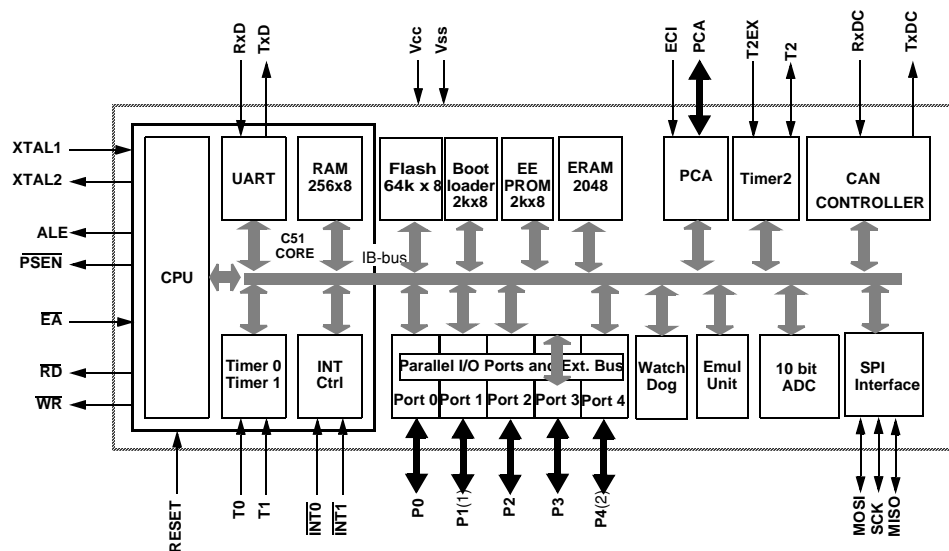 RxD
TxD
Vcc
Vss
ECI
PCA
T2EX
T2
RxDC
TxDC
XTAL1
XTAL2
ALE
PSEN
EA
RD
WR
CPU
UART
RAM
256x8
C51
CORE
IB-bus
Flash
64k x 8
Boot
loader
2kx8
EE
PROM
2kx8
ERAM
2048
PCA
Timer2
CAN
CONTROLLER
Timer 0
Timer 1
INT
Ctrl
Parallel I/O Ports and Ext. Bus
Port 0
Port 1
Port 2
Port 3
Port 4
Watch
Dog
Emul
Unit
10 bit
ADC
SPI
Interface
RESET
T0
T1
INT0
INT1
P0
P1(1)
P2
P3
P4(2)
MOSI
SCK
MISO